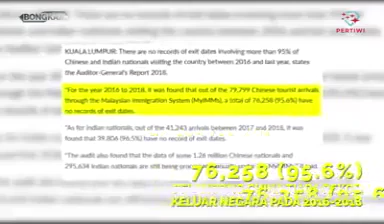 BONGKAR
PERTIWI
KUALA LUMPUR: There are no records of exit dates involving more than 95% of
Chinese and Indian nationals visiting the country between 2016 and last year, states
the Auditor-General's Report 2018.
"For the year 2016 to 2018, it was found that out of the 79,799 Chinese tourist arrivals
through the Malaysian Immigration System (MyIMMs), a total of 76,258 (95.6%) have
no records of exit dates.
"As for Indian nationals, out of the 41,243 arrivals between 2017 and 2018, it was
found that 39,806 (96.5%) have no record of exit dates.
"The audit also found that the data of some 1.26 million Chinese nationals and
295,634 Indian nationals are still being
76,258 (95.6%)
KELUAR NEGARA PADA 2016-2018